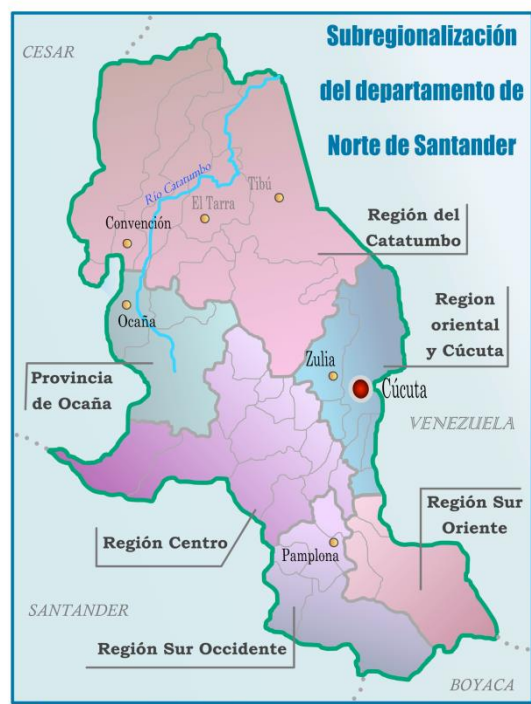 Subregionalización
del departamento de
Norte de Santander
CESAR
Río Catatumbo
Tibú
El Tarra
Convención
Región del
Catatumbo
Ocaña
Region
oriental
y Cúcuta
Zulia
Cúcuta
Provincia
de Ocaña
VENEZUELA
Región Sur
Oriente
Región Centro
Pamplona
SANTANDER
Región Sur Occidente
BOYACA